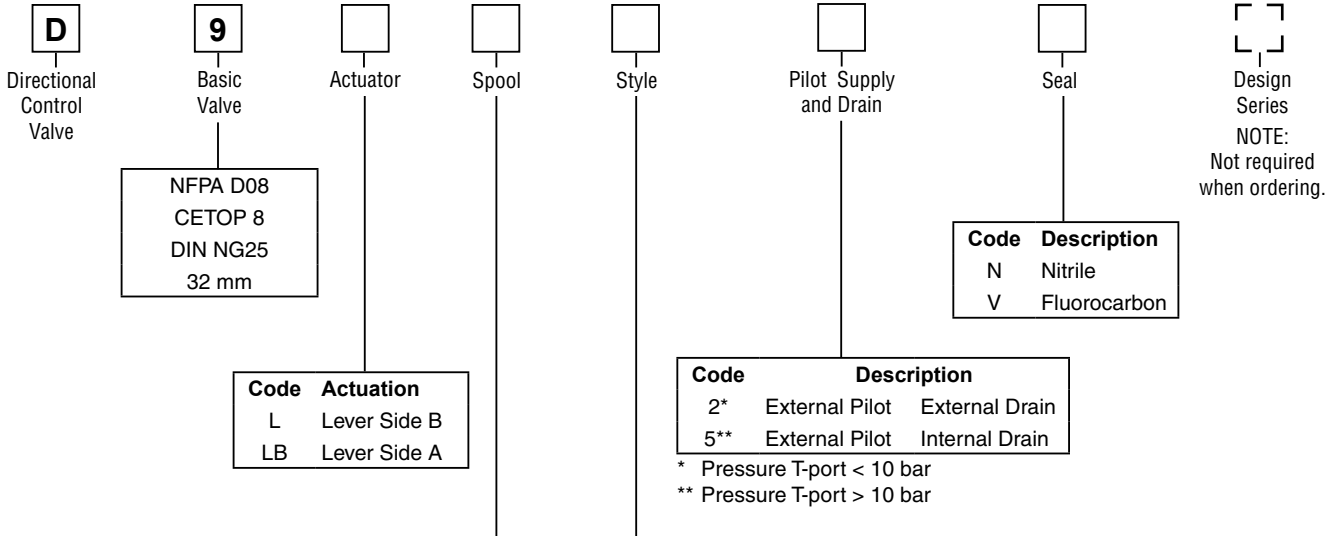 D
9
Directional
Control
Valve
Basic
Valve
Actuator
Spool
Style
Pilot Supply
and Drain
Seal
Design
Series
NOTE:
Not required
when ordering.
NFPA D08
CETOP 8
DIN NG25
32 mm
Code Description
N Nitrile
V Fluorocarbon
Code Actuation
L Lever Side B
LB Lever Side A
Code Description
2* External Pilot External Drain
5** External Pilot Internal Drain
* Pressure T-port < 10 bar
** Pressure T-port > 10 bar